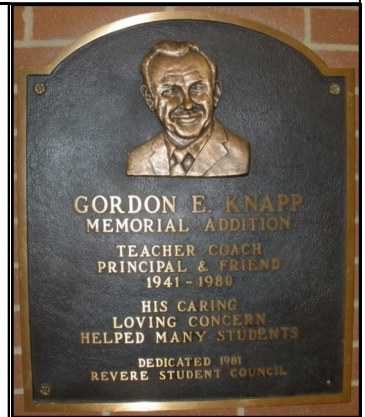 GORDON E. KNAPP
MEMORIAL ADDITION
TEACHER COACH
PRINCIPAL & FRIEND
1941 - 1980
HIS CARING
LOVING CONCERN
HELPED MANY STUDENTS
DEDICATED 1981
REVERE STUDENT COUNCIL